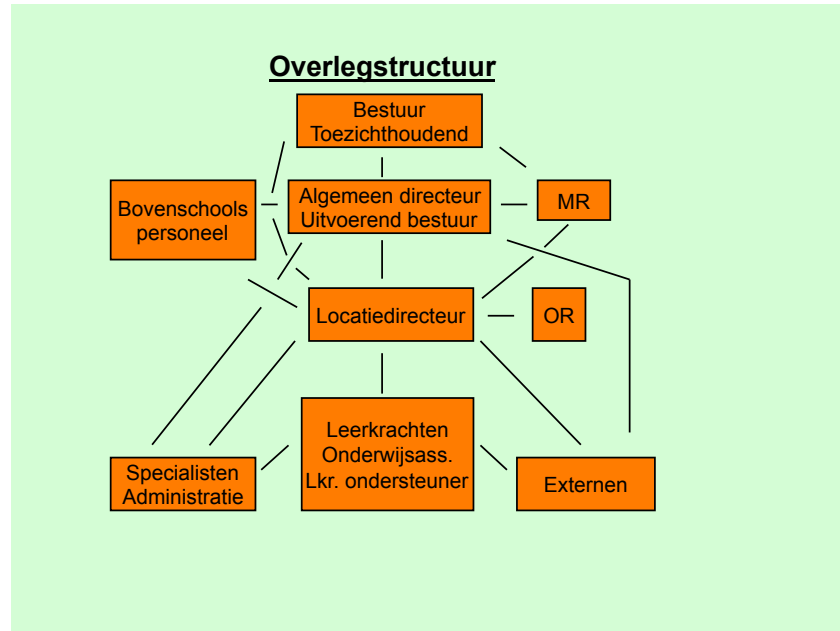 Overlegstructuur
Bestuur
Toezichthoudend
Bovenschools
personeel
Algemeen directeur
Uitvoerend bestuur
MR
Locatiedirecteur
OR
Specialisten
Administratie
Leerkrachten
Onderwijsass.
Lkr. ondersteuner
Externen